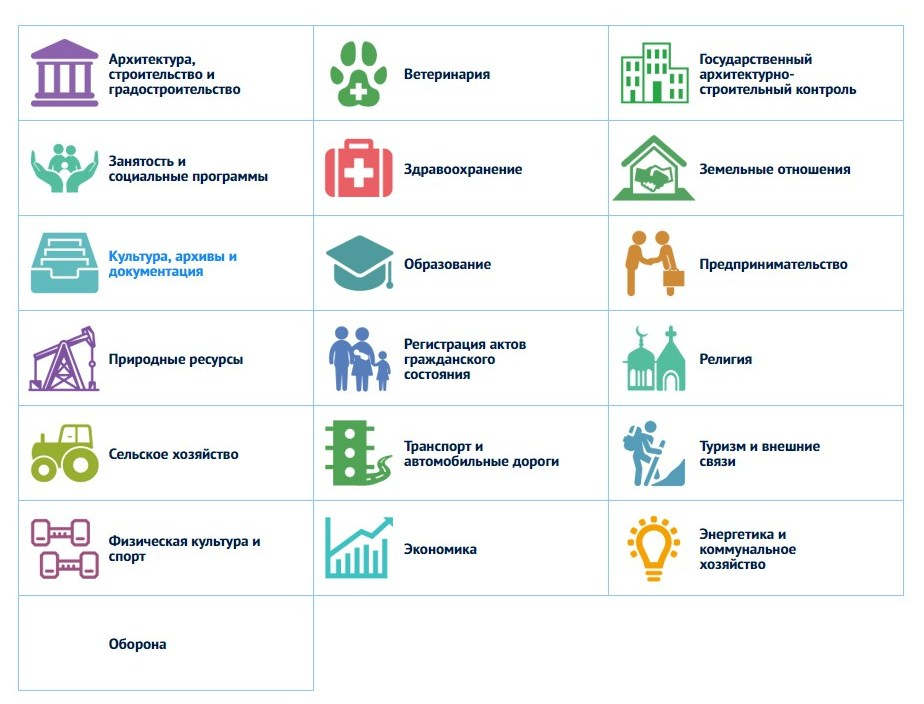 Архитектура,
строительство и
градостроительство
Ветеринария
Государственный
архитектурно-
строительный контроль
Занятость и
социальные программы
Здравоохранение
Земельные отношения
Культура, архивы и
документация
Образование
Предпринимательство
Природные ресурсы
Регистрация актов
гражданского
состояния
Религия
Сельское хозяйство
Транспорт и
автомобильные дороги
Туризм и внешние
связи
Физическая культура и
спорт
Экономика
Энергетика и
коммунальное
хозяйство
Оборона